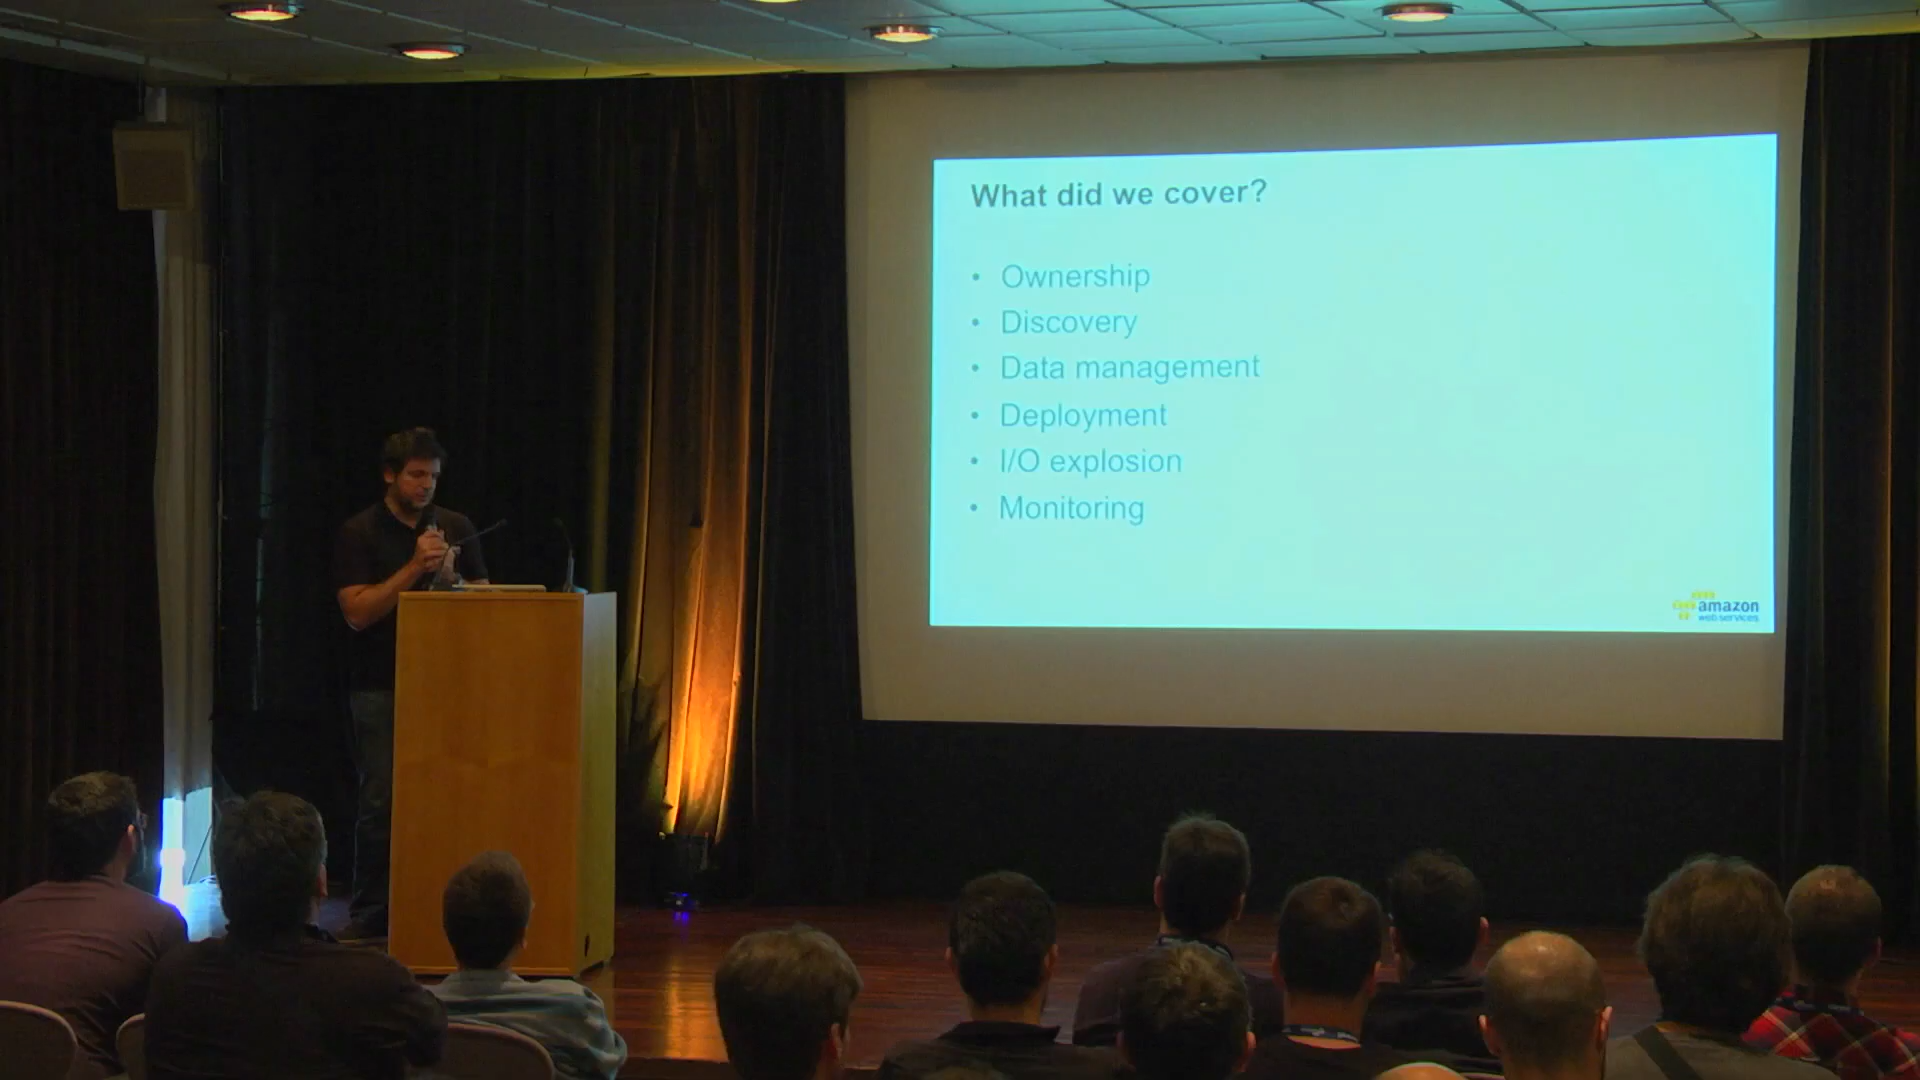 What did we cover?
• Ownership
• Discovery
• Data management
• Deployment
• I/O explosion
• Monitoring
amazon
web services